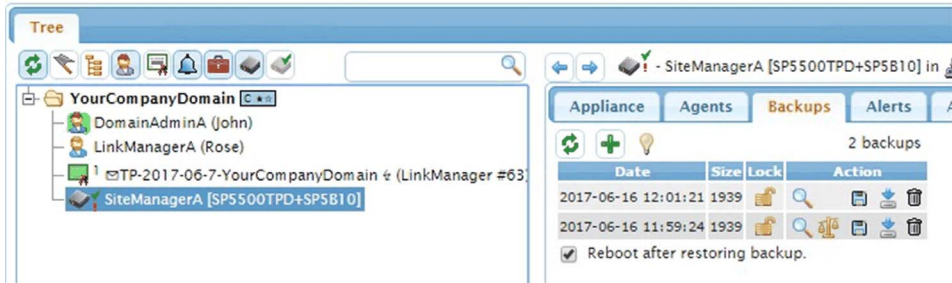 Tree
- SiteManagerA [SP5500TPD+SP5B10] in
YourCompanyDomain C ★★
DomainAdminA (John)
LinkManagerA (Rose)
1 TP-2017-06-7-YourCompanyDomain (LinkManager #63)
SiteManagerA [SP5500TPD+SP5B10]
Appliance Agents Backups Alerts A
2 backups
Date Size Lock Action
2017-06-16 12:01:21 1939
2017-06-16 11:59:24 1939
Reboot after restoring backup.